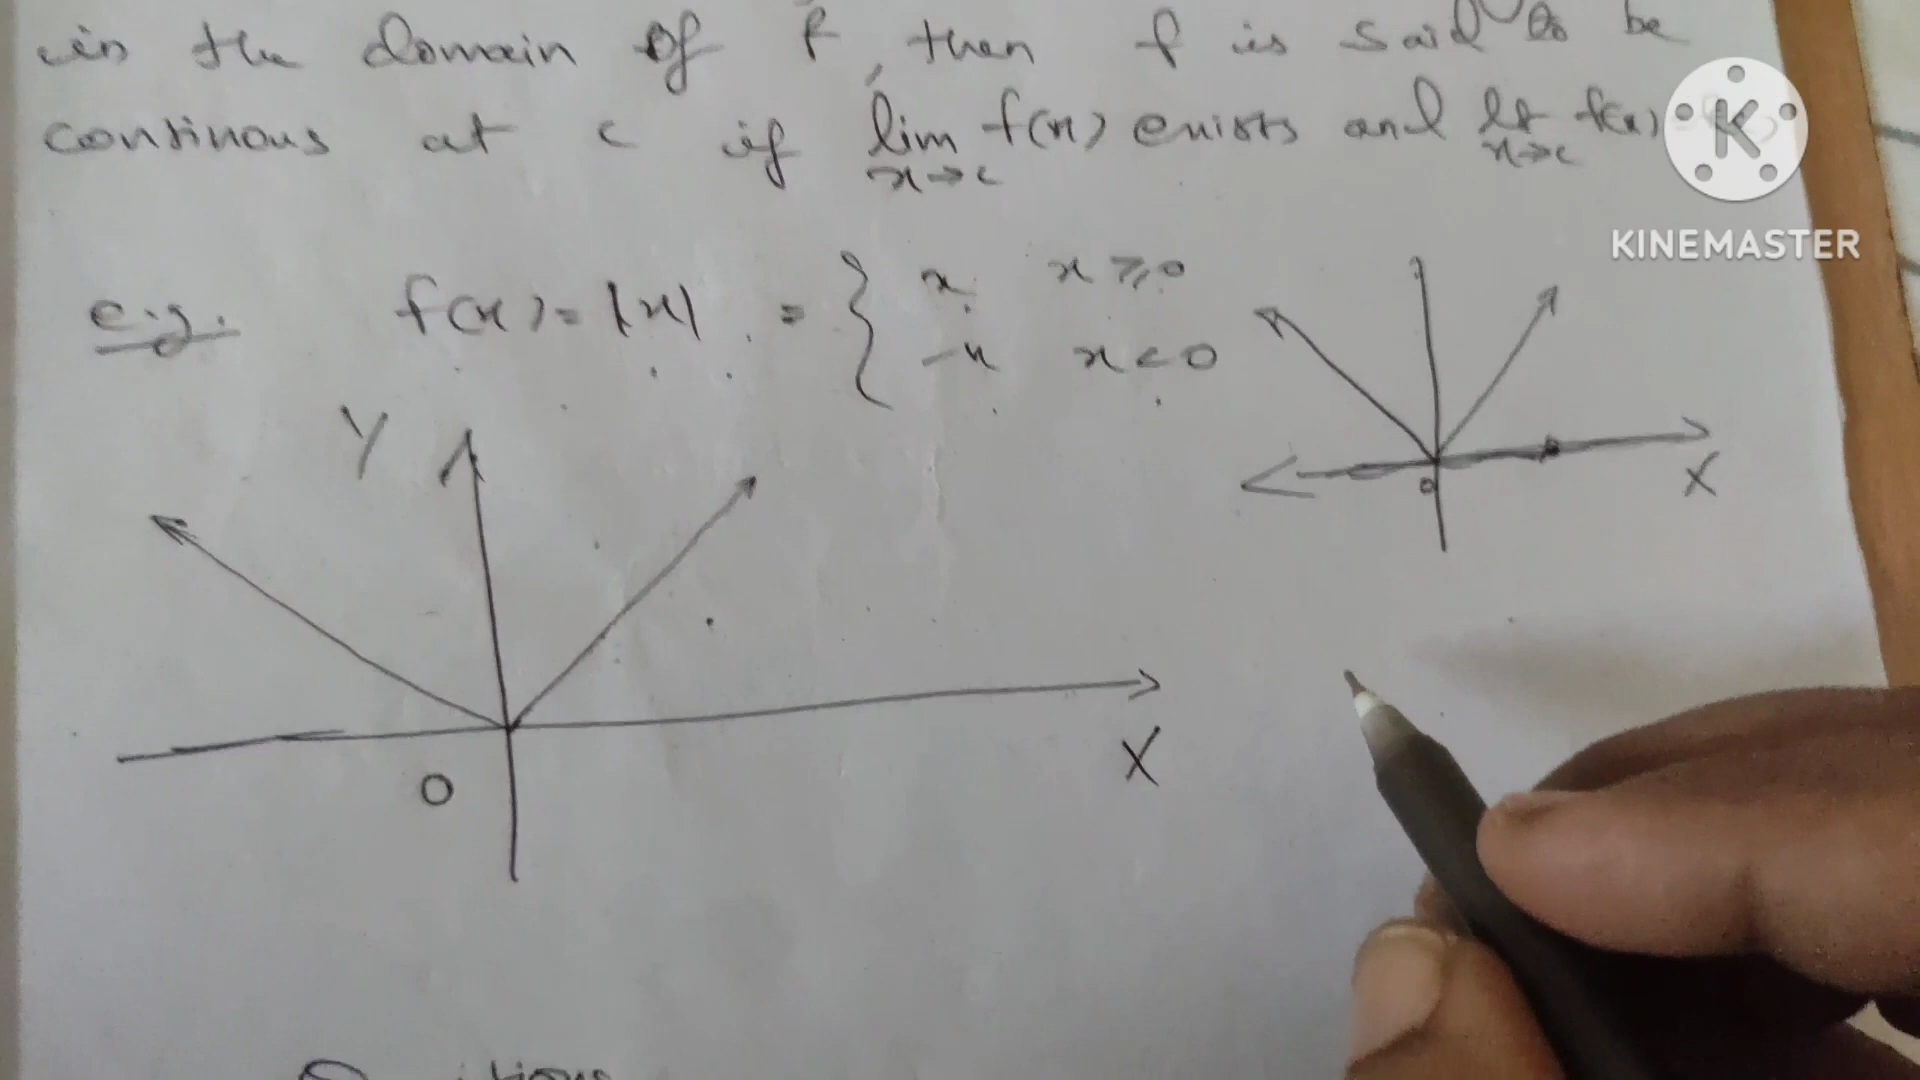 in the domain of f, then f is said to be
continous at c if lim x→c f(x) exists and lt x→c f(x)
K
KINEMASTER
e.g. f(x) = |x| = { x x ≥ 0
-x x < 0
Y
X
O
X
O